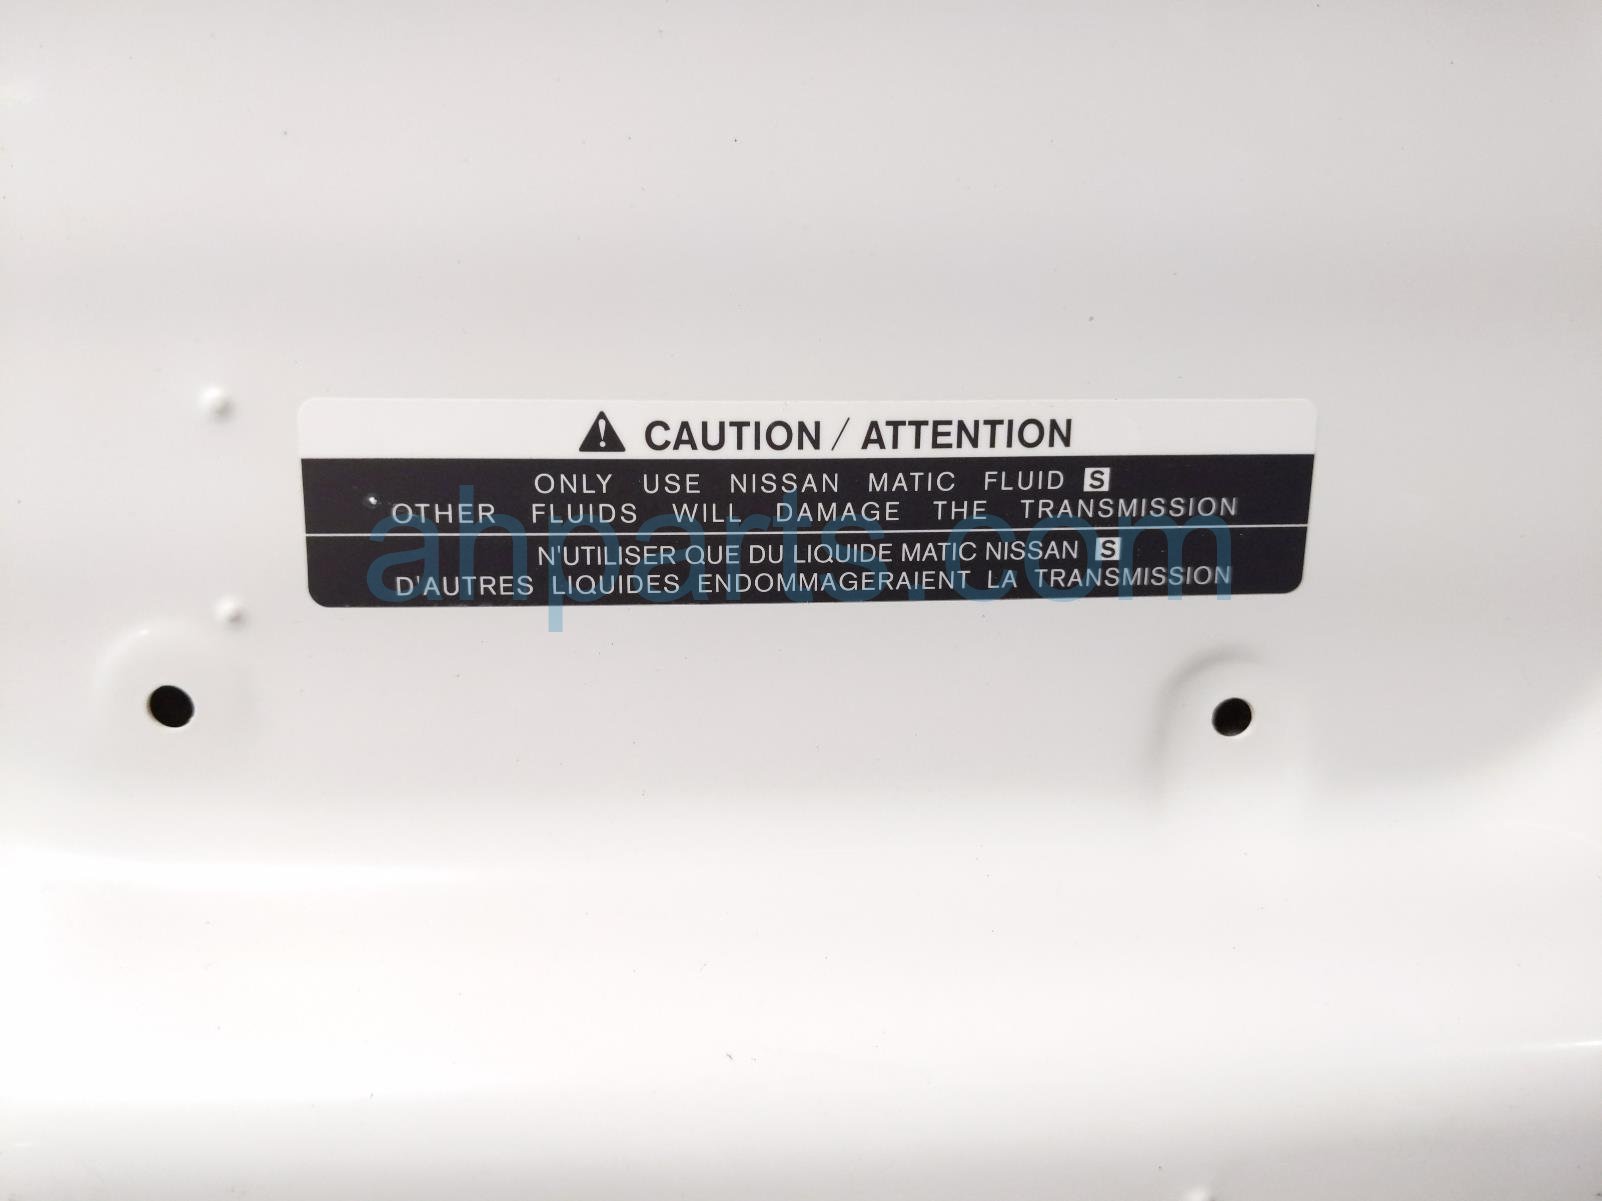 CAUTION / ATTENTION
ONLY USE NISSAN MATIC FLUID S
OTHER FLUIDS WILL DAMAGE THE TRANSMISSION
N'UTILISER QUE DU LIQUIDE MATIC NISSAN S
D'AUTRES LIQUIDES ENDOMMAGERAIENT LA TRANSMISSION
ahparts.com